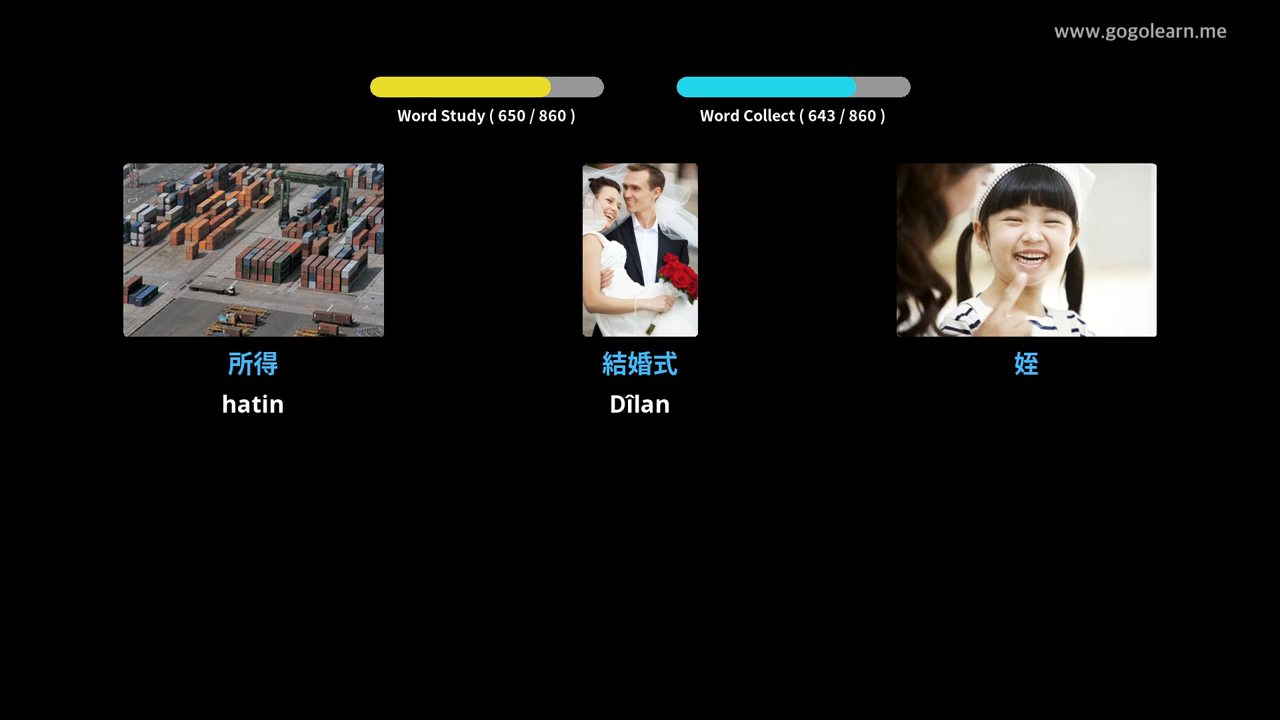 www.gogolearn.me
Word Study ( 650 / 860 )
Word Collect ( 643 / 860 )
所得
hatin
結婚式
Dîlan
姪